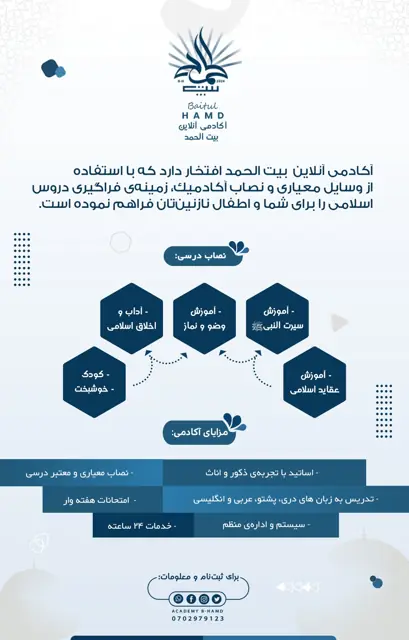 Baitul
HAMD
آکادمی آنلاین
بیت الحمد
آکادمی آنلاین بیت الحمد افتخار دارد که با استفاده
از وسایل معیاری و نصاب آکادمیک، زمینه‌ی فراگیری دروس
اسلامی را برای شما و اطفال نازنین‌تان فراهم نموده است.
نصاب درسی:
- آموزش
سیرت النبیﷺ
- آموزش
وضو و نماز
- آداب و
اخلاق اسلامی
- آموزش
عقاید اسلامی
- کودک
خوشبخت -
مزایای آکادمی:
- اساتید با تجربه‌ی ذکور و اناث
- نصاب معیاری و معتبر درسی
- تدریس به زبان های دری، پشتو، عربی و انگلیسی
- امتحانات هفته وار
- سیستم و اداره‌ی منظم
- خدمات ۲۴ ساعته
برای ثبت‌نام و معلومات:
ACADEMY B-HAMD
0702979123